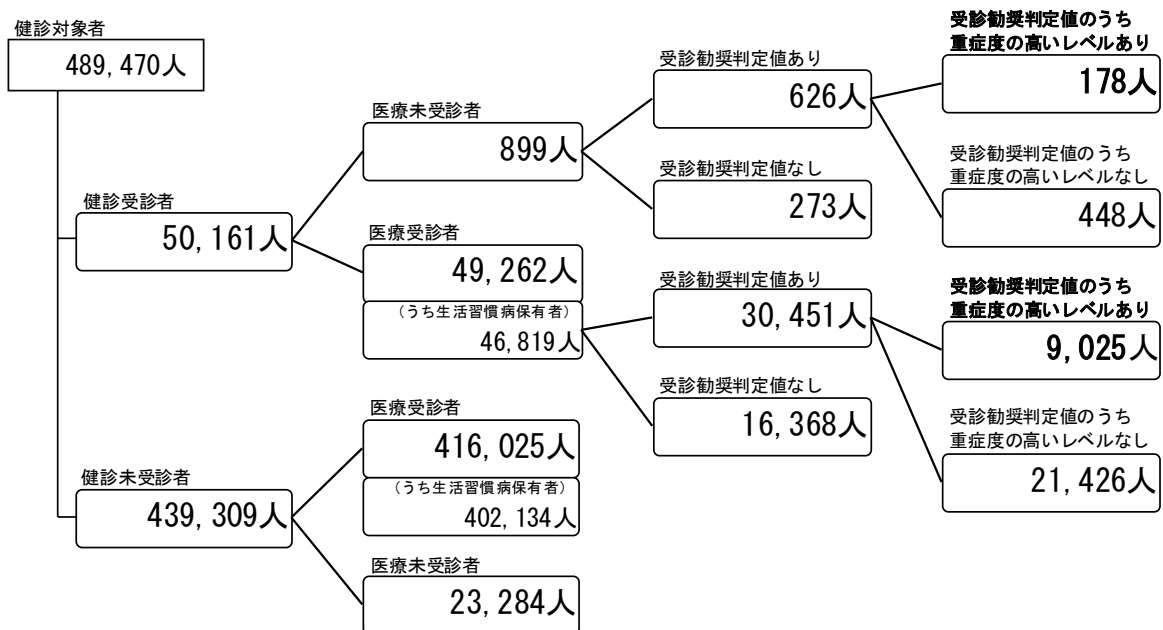 健診対象者
489,470人
健診受診者
50,161人
医療未受診者
899人
受診勧奨判定値あり
626人
受診勧奨判定値のうち
重症度の高いレベルあり
178人
受診勧奨判定値のうち
重症度の高いレベルなし
448人
受診勧奨判定値なし
273人
医療受診者
49,262人
（うち生活習慣病保有者）
46,819人
受診勧奨判定値あり
30,451人
受診勧奨判定値のうち
重症度の高いレベルあり
9,025人
受診勧奨判定値のうち
重症度の高いレベルなし
21,426人
受診勧奨判定値なし
16,368人
健診未受診者
439,309人
医療受診者
416,025人
（うち生活習慣病保有者）
402,134人
医療未受診者
23,284人